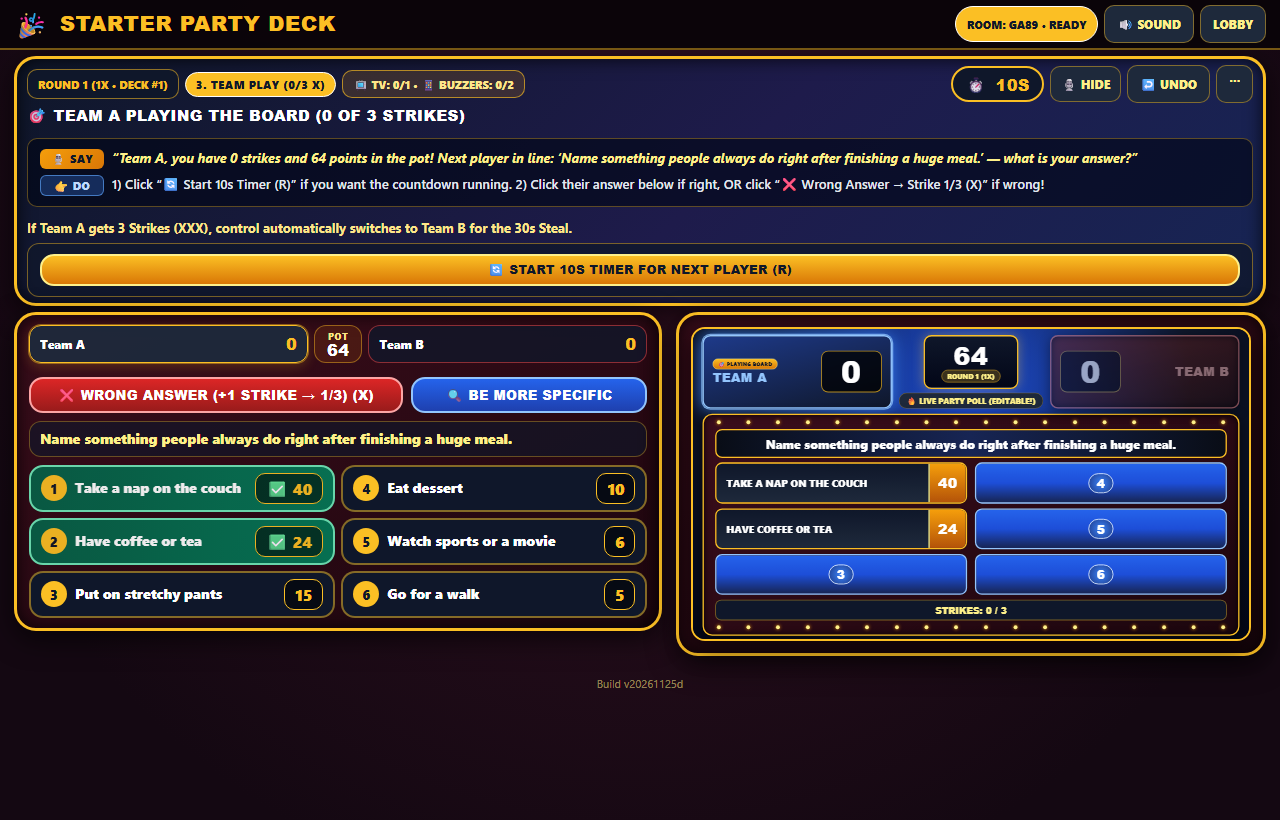 🎉 STARTER PARTY DECK
ROOM: GA89 • READY
🔊 SOUND
LOBBY
ROUND 1 (1X • DECK #1)
3. TEAM PLAY (0/3 X)
📺 TV: 0/1 • 📱 BUZZERS: 0/2
⏰ 10S
🎙️ HIDE
↩️ UNDO
...
🎯 TEAM A PLAYING THE BOARD (0 OF 3 STRIKES)
🎙️ SAY
“Team A, you have 0 strikes and 64 points in the pot! Next player in line: ‘Name something people always do right after finishing a huge meal.’ — what is your answer?”
👉 DO
1) Click “🔄 Start 10s Timer (R)” if you want the countdown running. 2) Click their answer below if right, OR click “❌ Wrong Answer → Strike 1/3 (X)” if wrong!
If Team A gets 3 Strikes (XXX), control automatically switches to Team B for the 30s Steal.
🔄 START 10S TIMER FOR NEXT PLAYER (R)
Team A 0
POT
64
Team B 0
❌ WRONG ANSWER (+1 STRIKE → 1/3) (X)
🔍 BE MORE SPECIFIC
Name something people always do right after finishing a huge meal.
1 Take a nap on the couch ✅ 40
4 Eat dessert 10
2 Have coffee or tea ✅ 24
5 Watch sports or a movie 6
3 Put on stretchy pants 15
6 Go for a walk 5
PLAYING BOARD
TEAM A
0
64
ROUND 1 (1X)
🔥 LIVE PARTY POLL (EDITABLE!)
0
TEAM B
Name something people always do right after finishing a huge meal.
TAKE A NAP ON THE COUCH 40
4
HAVE COFFEE OR TEA 24
5
3
6
STRIKES: 0 / 3
Build v20261125d